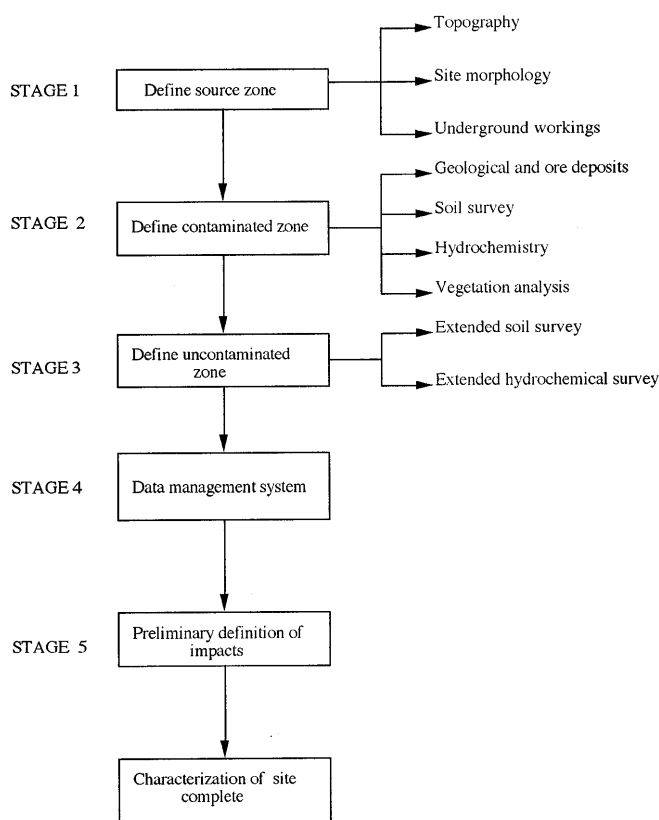 Topography
STAGE 1
Define source zone
Site morphology
Underground workings
Geological and ore deposits
STAGE 2
Define contaminated zone
Soil survey
Hydrochemistry
Vegetation analysis
STAGE 3
Define uncontaminated
zone
Extended soil survey
Extended hydrochemical survey
STAGE 4
Data management system
STAGE 5
Preliminary definition of
impacts
Characterization of site
complete